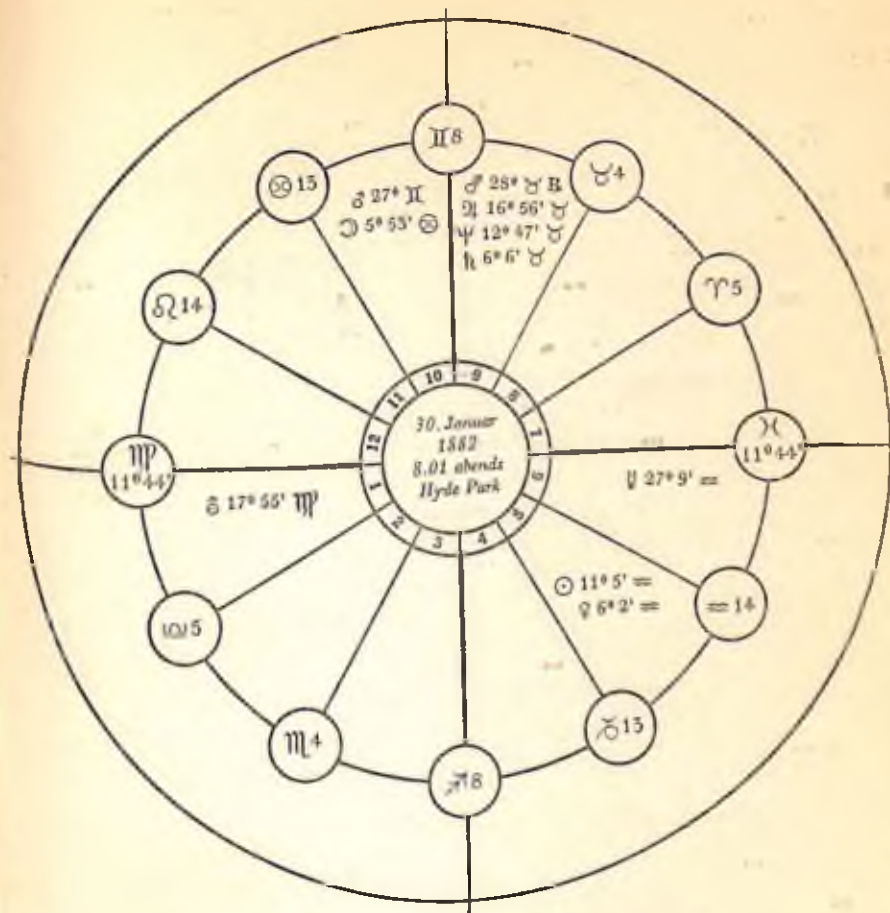 ♊8
♋13
♉4
♂ 27° ♊
☽ 5° 53' ♋
♂ 28° ♉ ℞
♃ 16° 56' ♉
♆ 12° 47' ♉
♄ 6° 6' ♉
♌14
♈5
10
9
11
8
12
7
1
6
2
5
3
4
30. Januar
1882
8.01 abends
Hyde Park
♍
11° 44'
♓
11° 44'
17° 55' ♍
☿ 27° 9' ♒
☉ 11° 5' ♒
♀ 6° 2' ♒
♎5
♒14
♏4
♑13
♐8